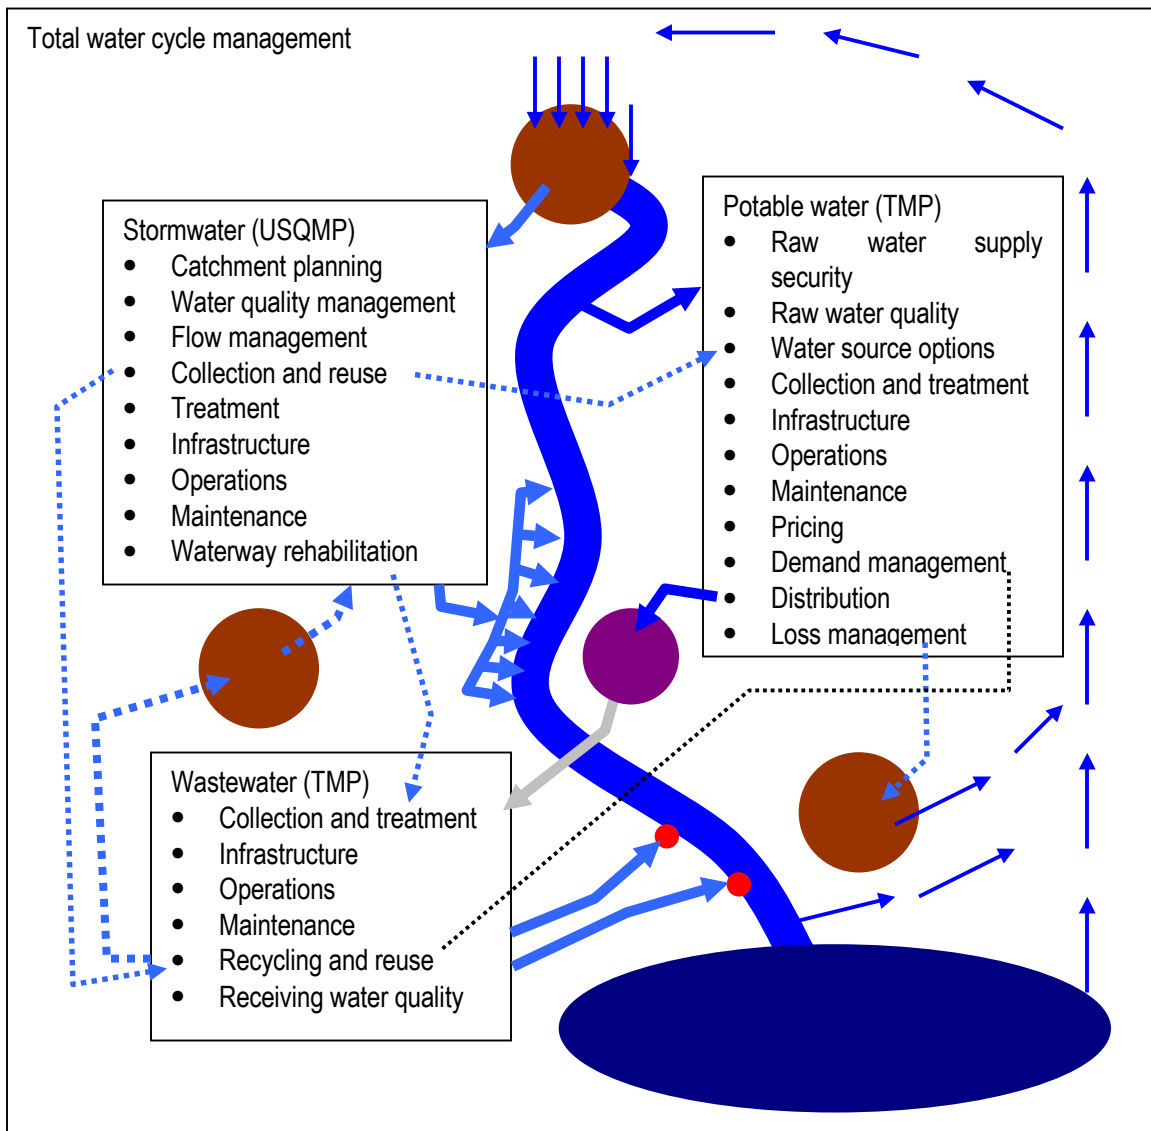 Total water cycle management
Stormwater (USQMP)
• Catchment planning
• Water quality management
• Flow management
• Collection and reuse
• Treatment
• Infrastructure
• Operations
• Maintenance
• Waterway rehabilitation
Potable water (TMP)
• Raw water supply
security
• Raw water quality
• Water source options
• Collection and treatment
• Infrastructure
• Operations
• Maintenance
• Pricing
• Demand management
• Distribution
• Loss management
Wastewater (TMP)
• Collection and treatment
• Infrastructure
• Operations
• Maintenance
• Recycling and reuse
• Receiving water quality